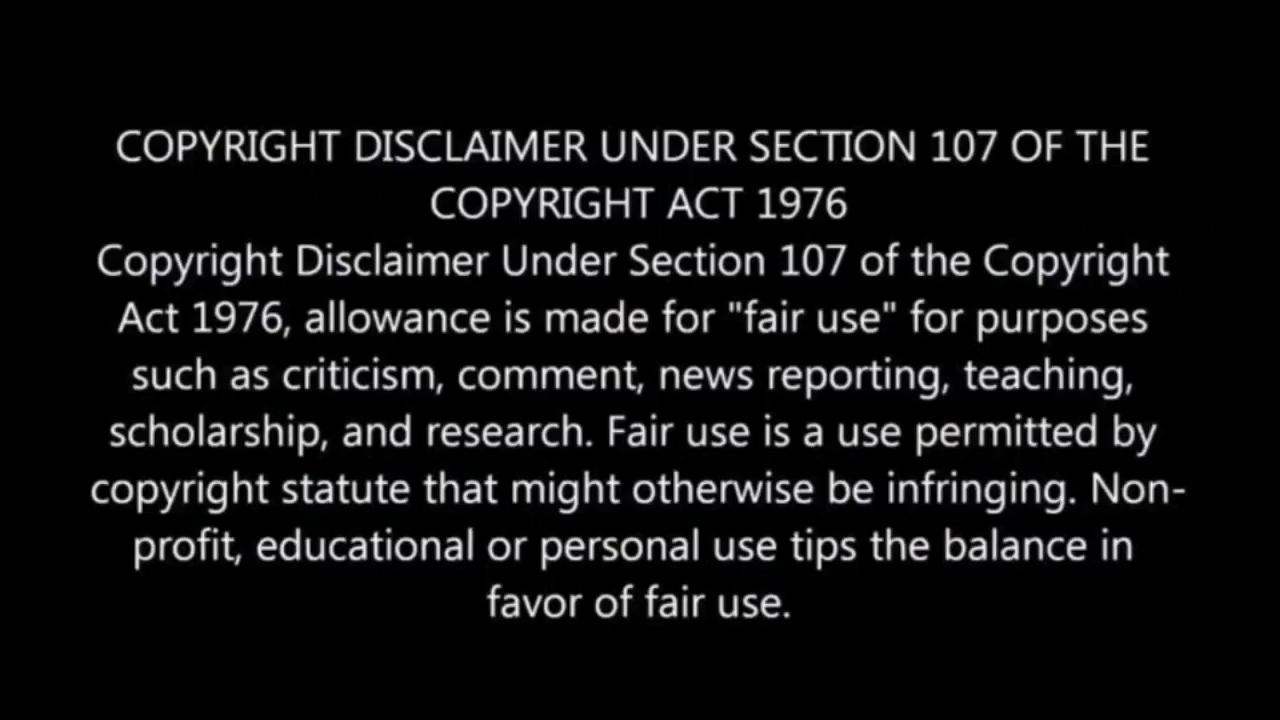 COPYRIGHT DISCLAIMER UNDER SECTION 107 OF THE
COPYRIGHT ACT 1976
Copyright Disclaimer Under Section 107 of the Copyright
Act 1976, allowance is made for "fair use" for purposes
such as criticism, comment, news reporting, teaching,
scholarship, and research. Fair use is a use permitted by
copyright statute that might otherwise be infringing. Non-
profit, educational or personal use tips the balance in
favor of fair use.